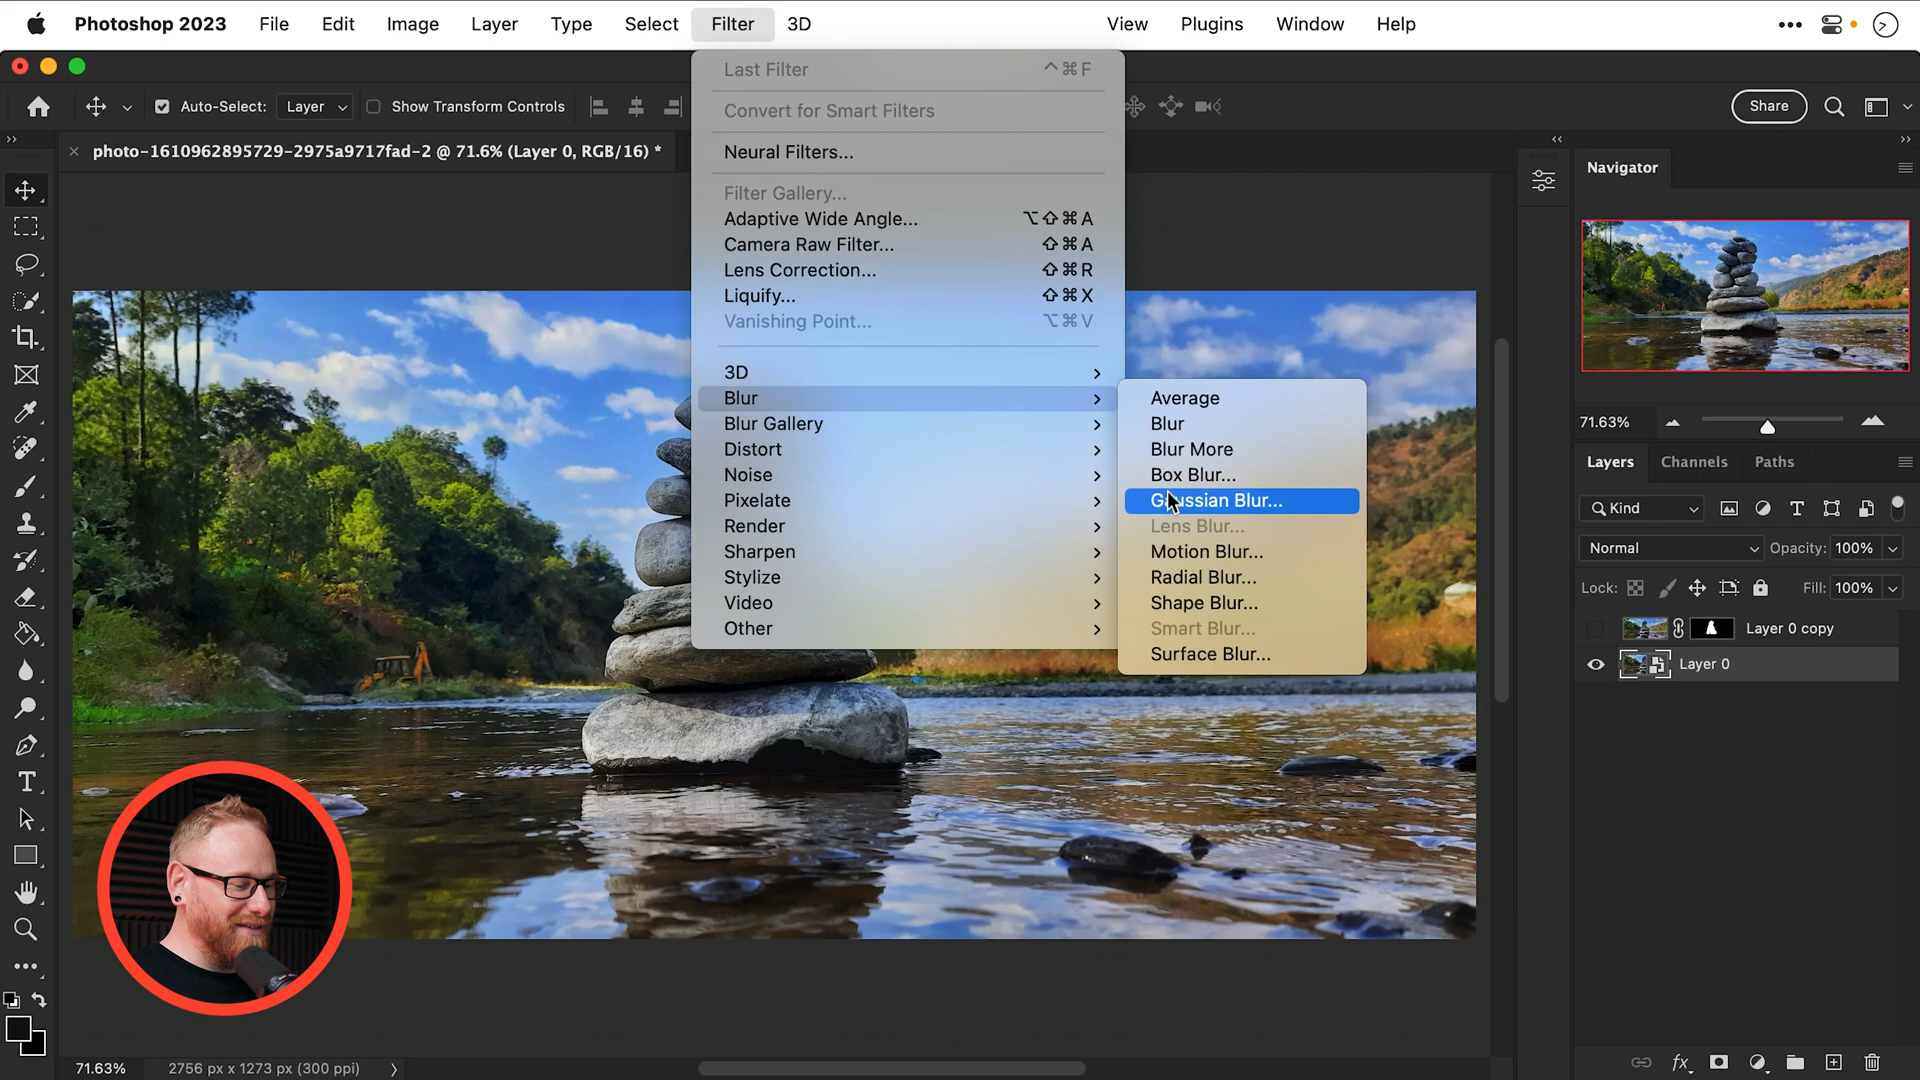 Photoshop 2023 File Edit Image Layer Type Select Filter 3D View Plugins Window Help
Auto-Select: Layer Show Transform Controls
Share
photo-1610962895729-2975a9717fad-2 @ 71.6% (Layer 0, RGB/16) *
Last Filter ^⌘F
Convert for Smart Filters
Neural Filters...
Filter Gallery...
Adaptive Wide Angle... ⌥⇧⌘A
Camera Raw Filter... ⇧⌘A
Lens Correction... ⇧⌘R
Liquify... ⇧⌘X
Vanishing Point... ⌥⌘V
3D
Blur
Blur Gallery
Distort
Noise
Pixelate
Render
Sharpen
Stylize
Video
Other
Average
Blur
Blur More
Box Blur...
Gaussian Blur...
Lens Blur...
Motion Blur...
Radial Blur...
Shape Blur...
Smart Blur...
Surface Blur...
Navigator
71.63%
Layers Channels Paths
Kind
Normal Opacity: 100%
Lock: Fill: 100%
Layer 0 copy
Layer 0
71.63% 2756 px x 1273 px (300 ppi)